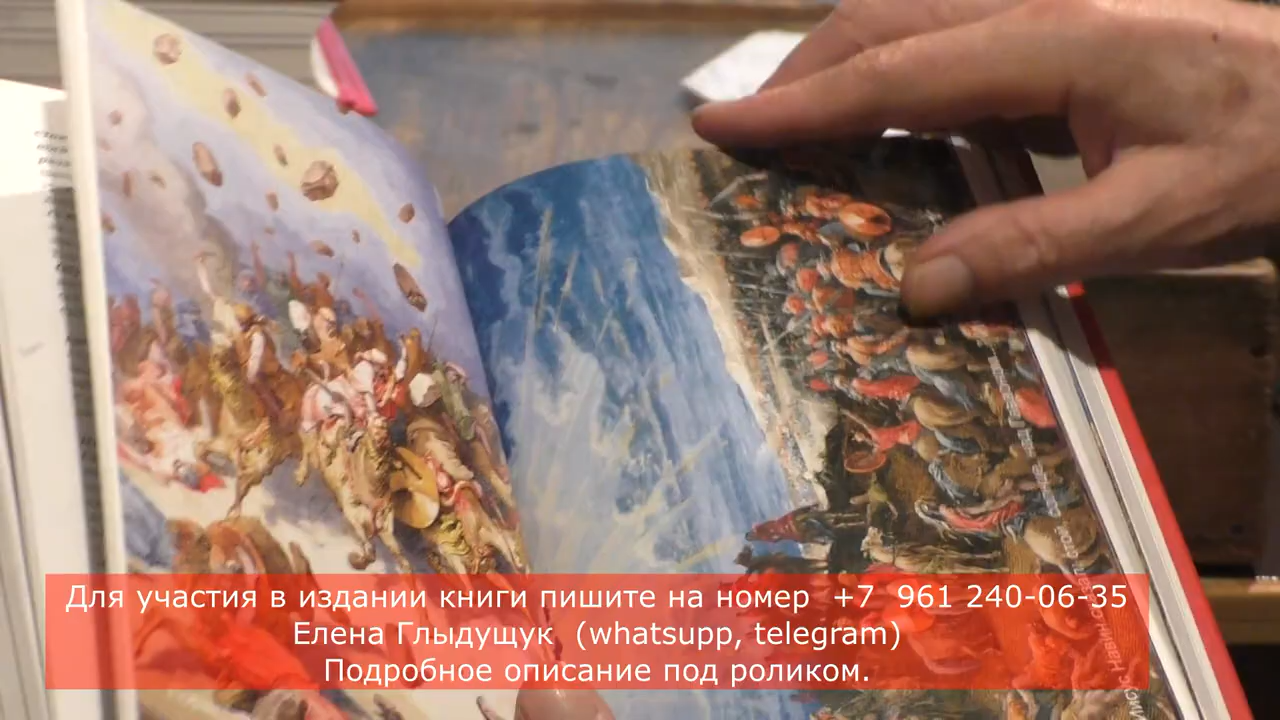 Для участия в издании книги пишите на номер +7 961 240-06-35
Елена Глыдущук (whatsupp, telegram)
Подробное описание под роликом.